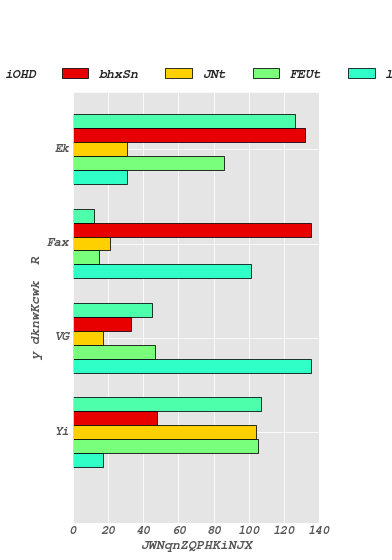 iOHD bhxSn JNt FEUt
Ek
Fax
VG
Yi
y dknwKcwk R
0 20 40 60 80 100 120 140
JWNqnZQPHKiNJX